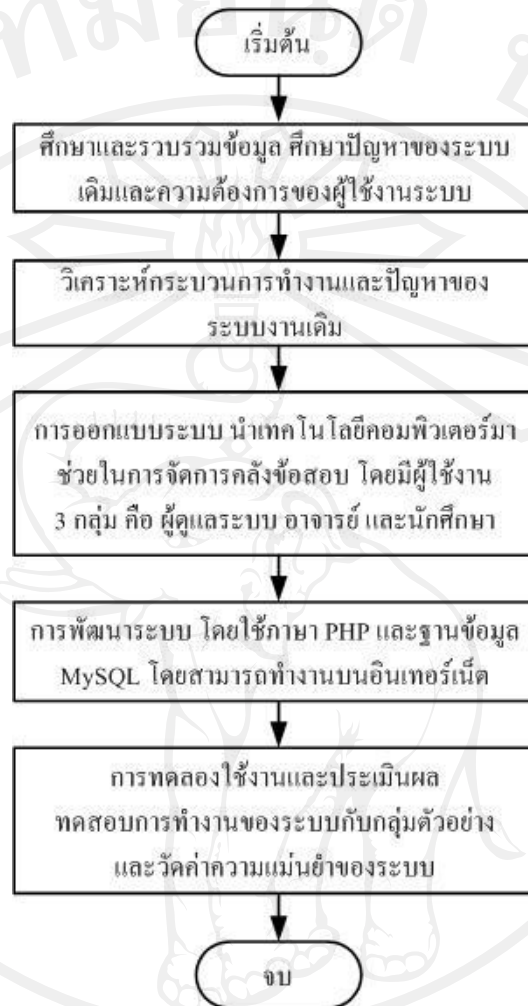 เริ่มต้น
ศึกษาและรวบรวมข้อมูล ศึกษาปัญหาของระบบ
เดิมและความต้องการของผู้ใช้งานระบบ
วิเคราะห์กระบวนการทำงานและปัญหาของ
ระบบงานเดิม
การออกแบบระบบ นำเทคโนโลยีคอมพิวเตอร์มา
ช่วยในการจัดการคลังข้อสอบ โดยมีผู้ใช้งาน
3 กลุ่ม คือ ผู้ดูแลระบบ อาจารย์ และนักศึกษา
การพัฒนาระบบ โดยใช้ภาษา PHP และฐานข้อมูล
MySQL โดยสามารถทำงานบนอินเทอร์เน็ต
การทดลองใช้งานและประเมินผล
ทดสอบการทำงานของระบบกับกลุ่มตัวอย่าง
และวัดค่าความแม่นยำของระบบ
จบ